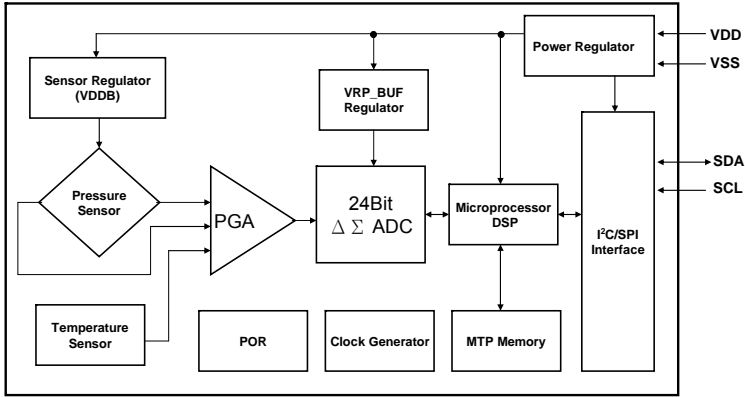 Power Regulator
VDD
VSS
Sensor Regulator
(VDDB)
VRP_BUF
Regulator
Pressure
Sensor
PGA
24Bit
Δ Σ ADC
Microprocessor
DSP
I²C/SPI
Interface
SDA
SCL
Temperature
Sensor
POR
Clock Generator
MTP Memory